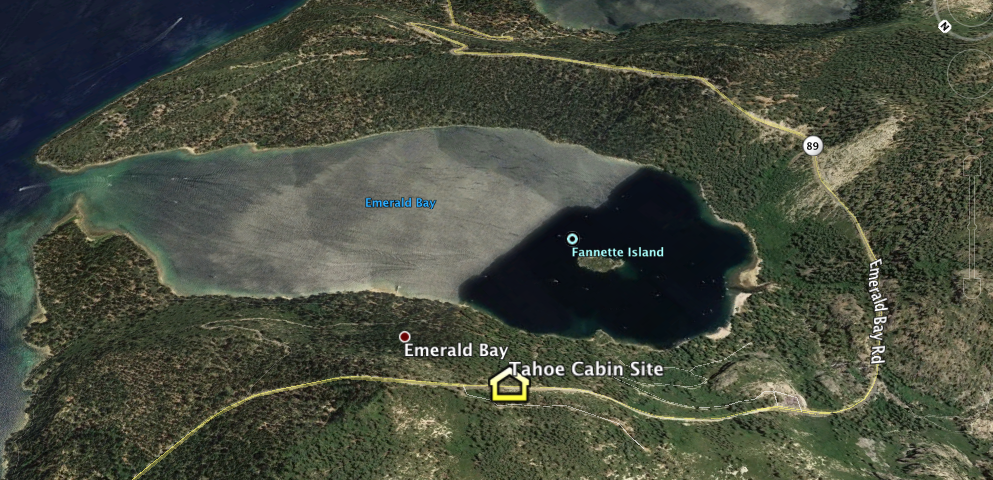 N
89
Emerald Bay
Fannette Island
Emerald Bay Rd
Emerald Bay
Tahoe Cabin Site